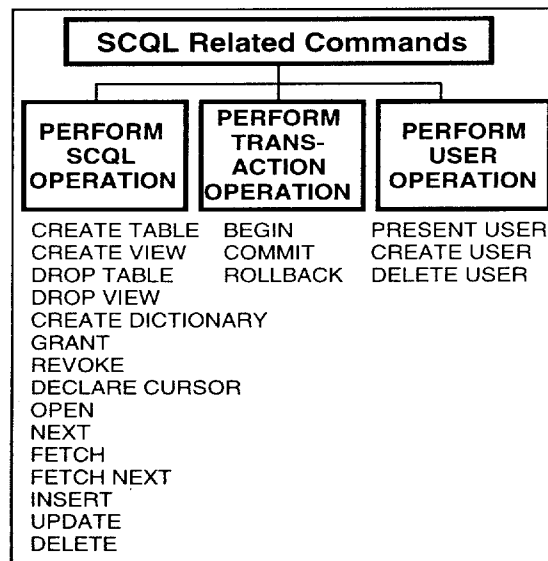 SCQL Related Commands
PERFORM
SCQL
OPERATION
PERFORM
TRANS-
ACTION
OPERATION
PERFORM
USER
OPERATION
CREATE TABLE
CREATE VIEW
DROP TABLE
DROP VIEW
CREATE DICTIONARY
GRANT
REVOKE
DECLARE CURSOR
OPEN
NEXT
FETCH
FETCH NEXT
INSERT
UPDATE
DELETE
BEGIN
COMMIT
ROLLBACK
PRESENT USER
CREATE USER
DELETE USER